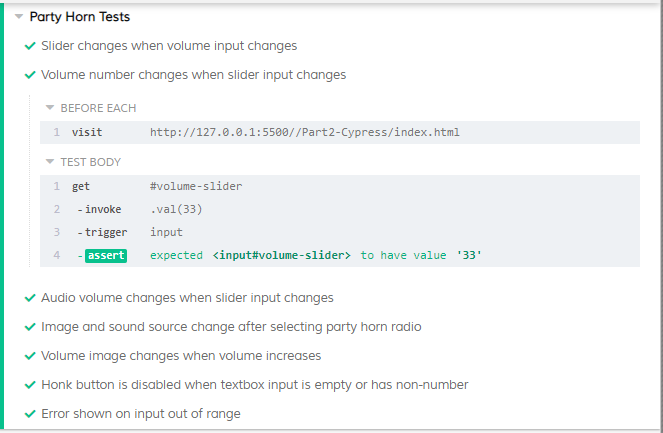 Party Horn Tests
Slider changes when volume input changes
Volume number changes when slider input changes
BEFORE EACH
1 visit http://127.0.0.1:5500//Part2-Cypress/index.html
TEST BODY
1 get #volume-slider
2 -invoke .val(33)
3 -trigger input
4 -assert expected <input#volume-slider> to have value '33'
Audio volume changes when slider input changes
Image and sound source change after selecting party horn radio
Volume image changes when volume increases
Honk button is disabled when textbox input is empty or has non-number
Error shown on input out of range